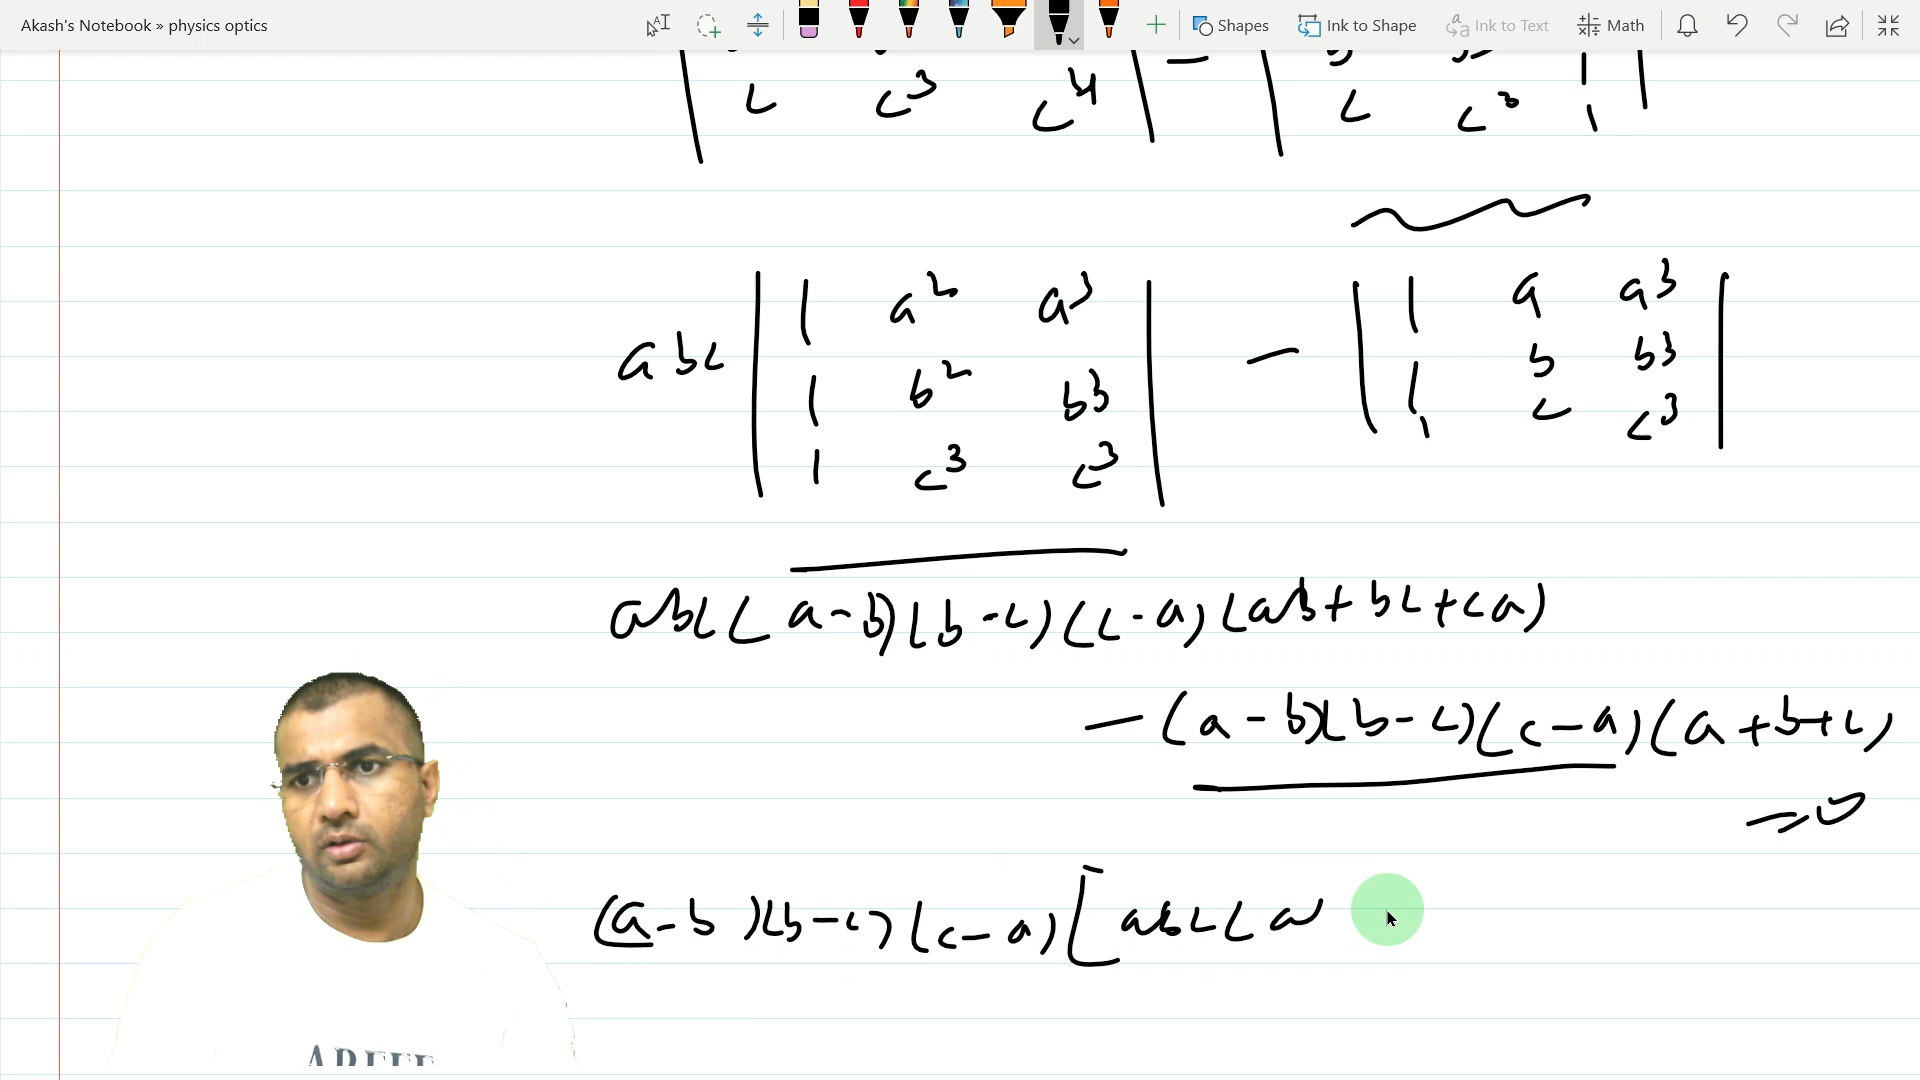 Akash's Notebook » physics optics
Shapes Ink to Shape Ink to Text Math
c c³ c⁴ | − | c c³ 1
abc | 1 a² a³ | − | 1 a a³ |
| 1 b² b³ | | 1 b b³ |
| 1 c³ c³ | | 1 c c³ |
abc(a-b)(b-c)(c-a)(ab+bc+ca)
−(a-b)(b-c)(c-a)(a+b+c)
=0
(a-b)(b-c)(c-a)[abc(a